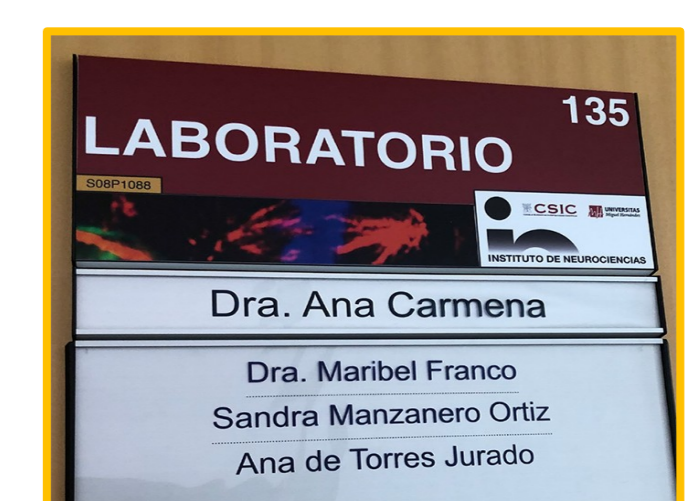 135
LABORATORIO
S08P1088
CSIC
UNIVERSITAS
Miguel Hernández
in
INSTITUTO DE NEUROCIENCIAS
Dra. Ana Carmena
Dra. Maribel Franco
Sandra Manzanero Ortiz
Ana de Torres Jurado